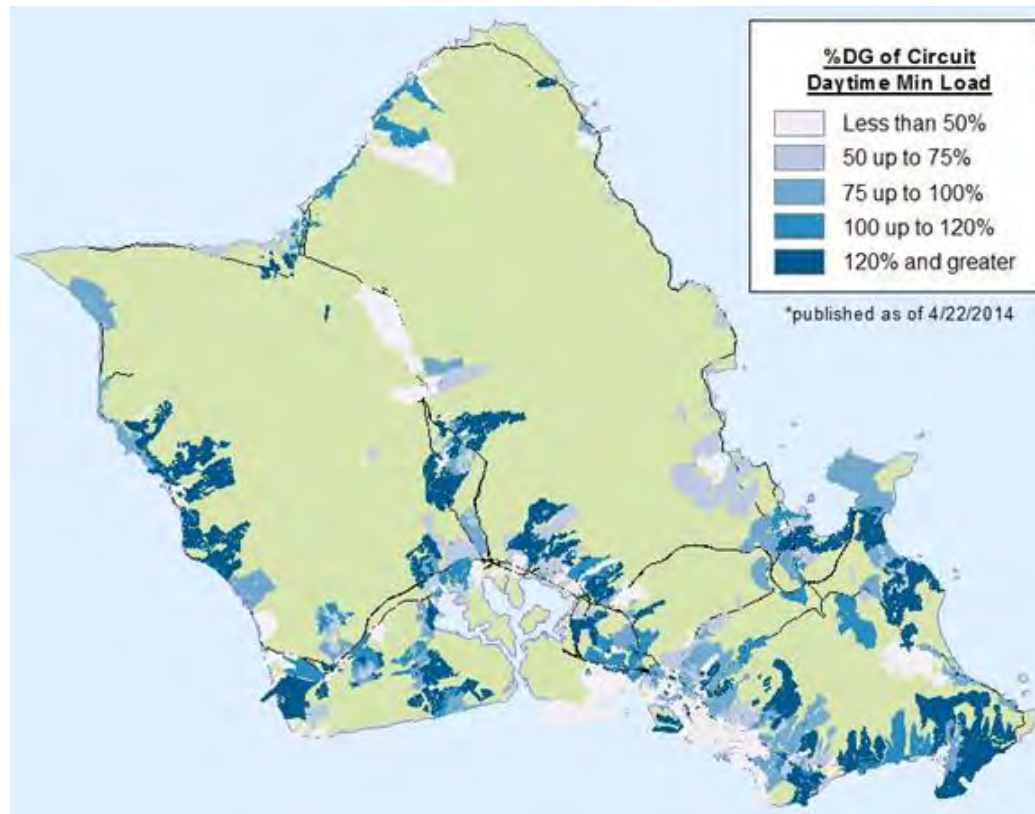 %DG of Circuit
Daytime Min Load
Less than 50%
50 up to 75%
75 up to 100%
100 up to 120%
120% and greater
*published as of 4/22/2014